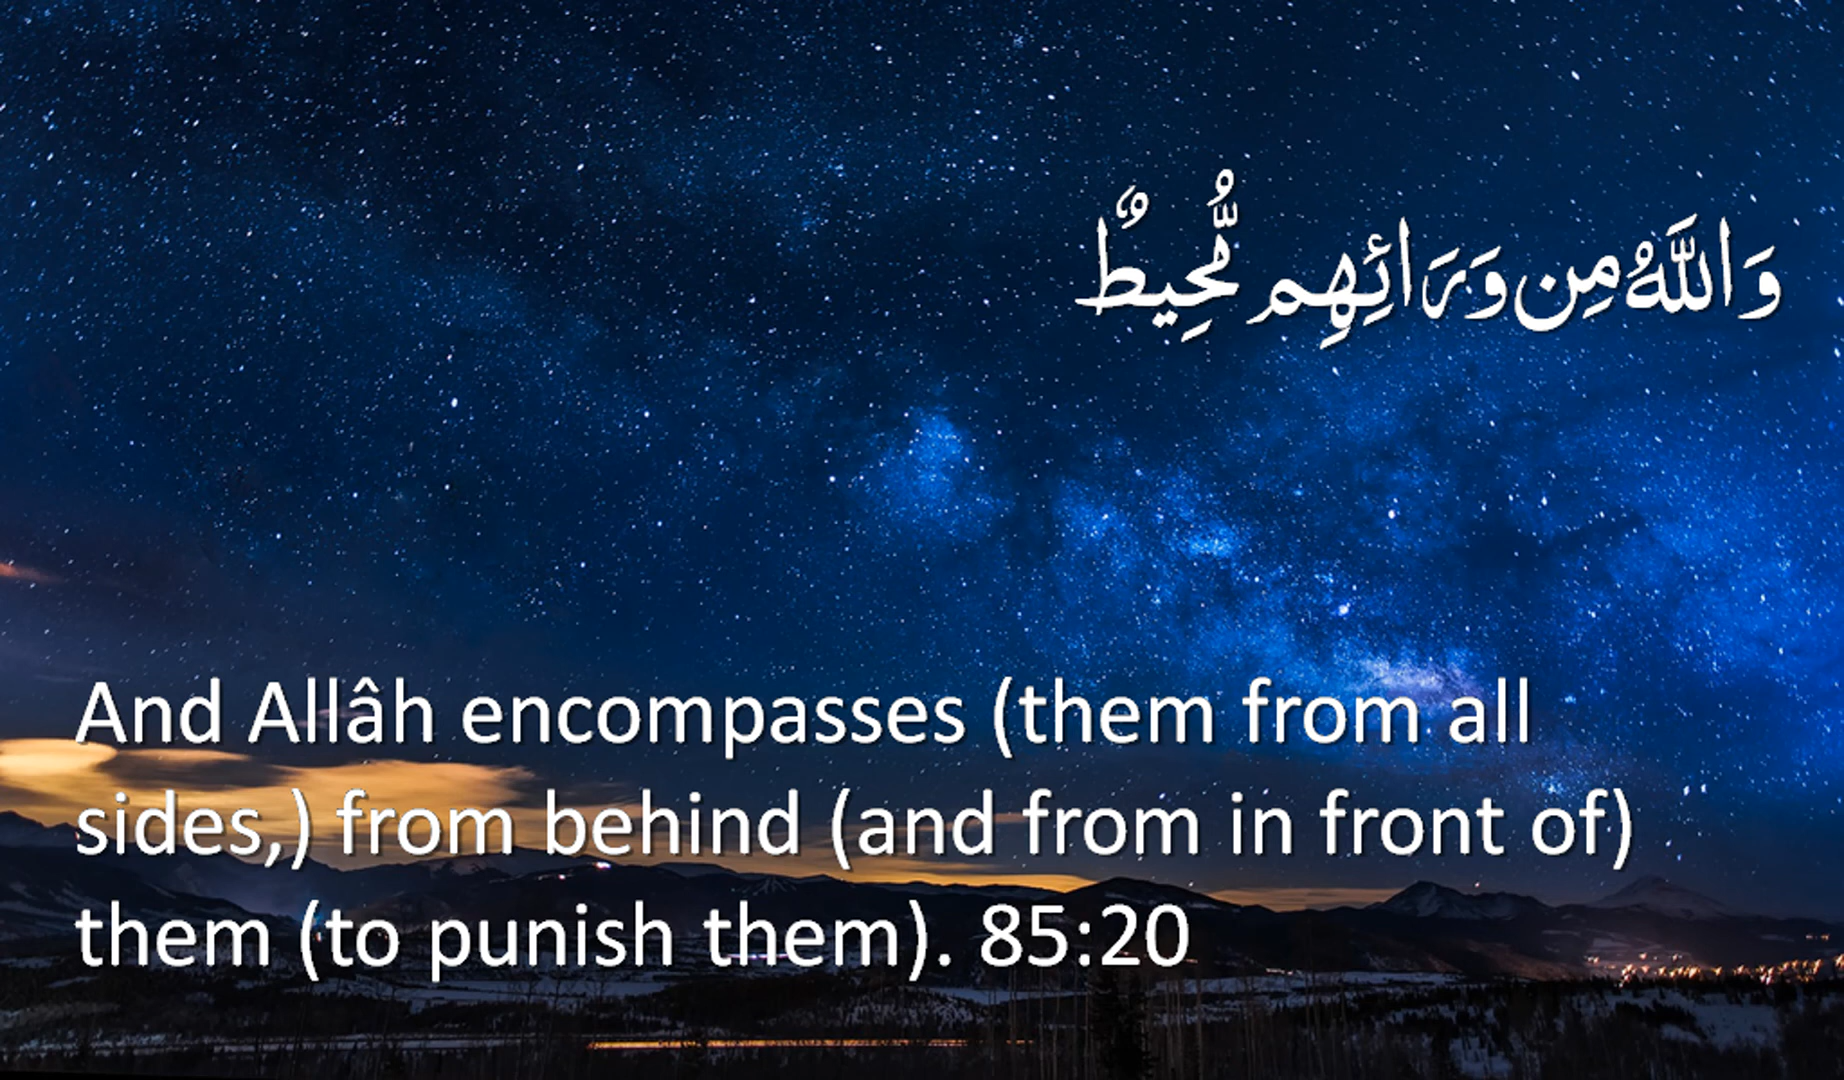 وَاللَّهُ مِن وَرَائِهِم مُّحِيطٌ
And Allâh encompasses (them from all
sides,) from behind (and from in front of)
them (to punish them). 85:20